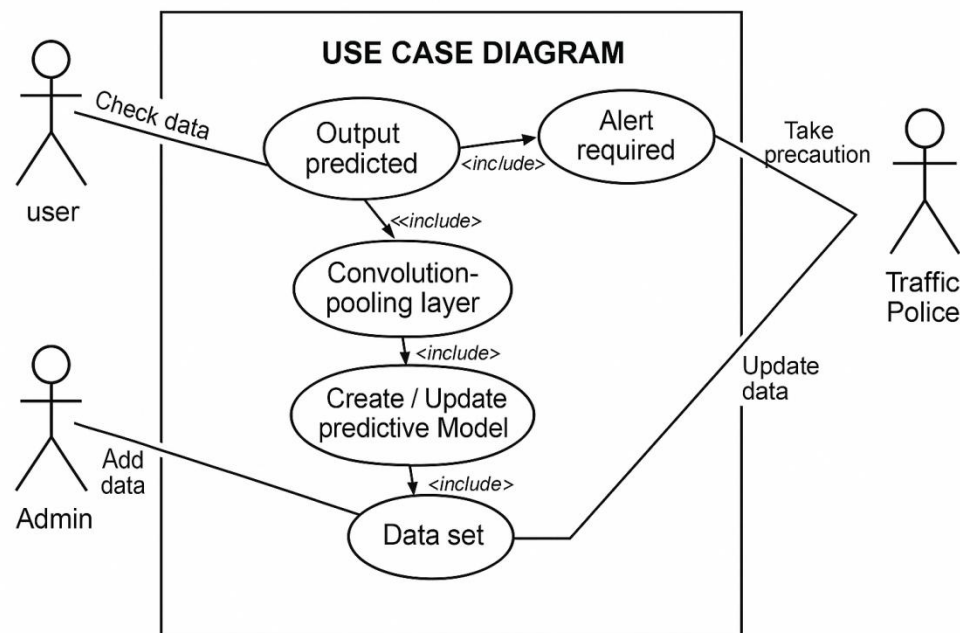 USE CASE DIAGRAM
Check data
user
Output
predicted
<include>
Alert
required
Take
precaution
Traffic
Police
<<include>
Convolution-
pooling layer
<include>
Create / Update
predictive Model
Update
data
<include>
Add
data
Admin
Data set